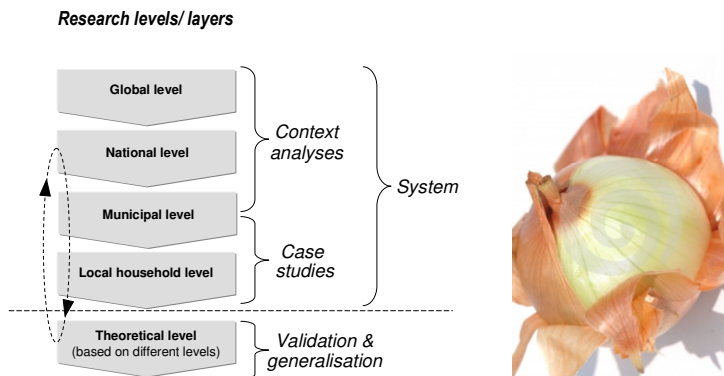 Research levels/ layers
Global level
National level
Municipal level
Local household level
Theoretical level
(based on different levels)
Context
analyses
Case
studies
System
Validation &
generalisation